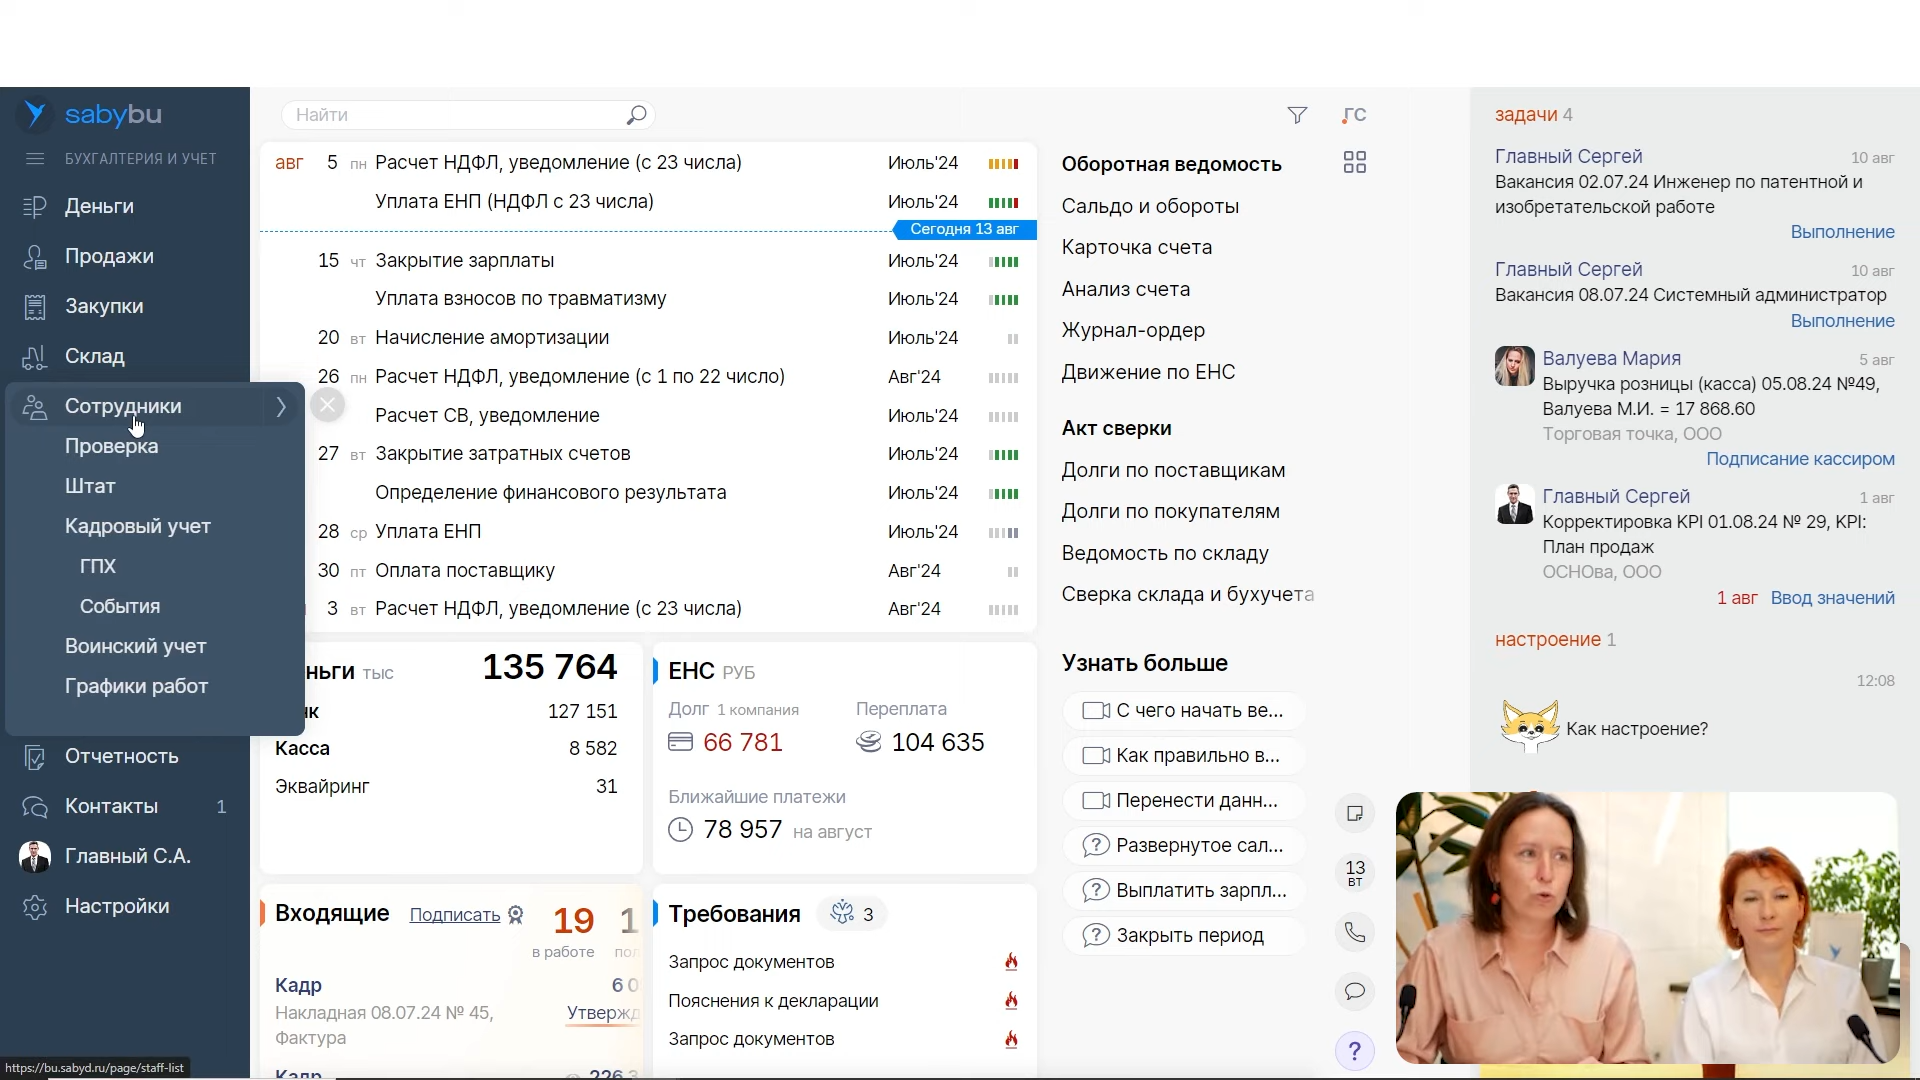 sabybu
БУХГАЛТЕРИЯ И УЧЕТ
Деньги
Продажи
Закупки
Склад
Сотрудники
Проверка
Штат
Кадровый учет
ГПХ
События
Воинский учет
Графики работ
Отчетность
Контакты 1
Главный С.А.
Настройки
https://bu.sabyd.ru/page/staff-list
Найти
ГС
авг 5 пн Расчет НДФЛ, уведомление (с 23 числа) Июль'24
Уплата ЕНП (НДФЛ с 23 числа) Июль'24
Сегодня 13 авг
15 чт Закрытие зарплаты Июль'24
Уплата взносов по травматизму Июль'24
20 вт Начисление амортизации Июль'24
26 пн Расчет НДФЛ, уведомление (с 1 по 22 число) Авг'24
Расчет СВ, уведомление Авг'24
27 вт Закрытие затратных счетов Июль'24
Определение финансового результата Июль'24
28 ср Уплата ЕНП Июль'24
30 пт Оплата поставщику Авг'24
3 вт Расчет НДФЛ, уведомление (с 23 числа) Авг'24
ньги тыс 135 764
нк 127 151
Касса 8 582
Эквайринг 31
ЕНС РУБ
Долг 1 компания Переплата
66 781 104 635
Ближайшие платежи
78 957 на август
Входящие Подписать 19 1
в работе пол
Кадр 6 0
Накладная 08.07.24 № 45, Утвержд
Фактура
Кадр 226 3
Требования 3
Запрос документов
Пояснения к декларации
Запрос документов
Оборотная ведомость
Сальдо и обороты
Карточка счета
Анализ счета
Журнал-ордер
Движение по ЕНС
Акт сверки
Долги по поставщикам
Долги по покупателям
Ведомость по складу
Сверка склада и бухучета
Узнать больше
С чего начать ве...
Как правильно в...
Перенести данн...
Развернутое сал...
Выплатить зарпл...
Закрыть период
13
ВТ
?
задачи 4
Главный Сергей 10 авг
Вакансия 02.07.24 Инженер по патентной и
изобретательской работе
Выполнение
Главный Сергей 10 авг
Вакансия 08.07.24 Системный администратор
Выполнение
Валуева Мария 5 авг
Выручка розницы (касса) 05.08.24 №49,
Валуева М.И. = 17 868.60
Торговая точка, ООО
Подписание кассиром
Главный Сергей 1 авг
Корректировка KPI 01.08.24 № 29, KPI:
План продаж
ОСНОва, ООО
1 авг Ввод значений
настроение 1
12:08
Как настроение?